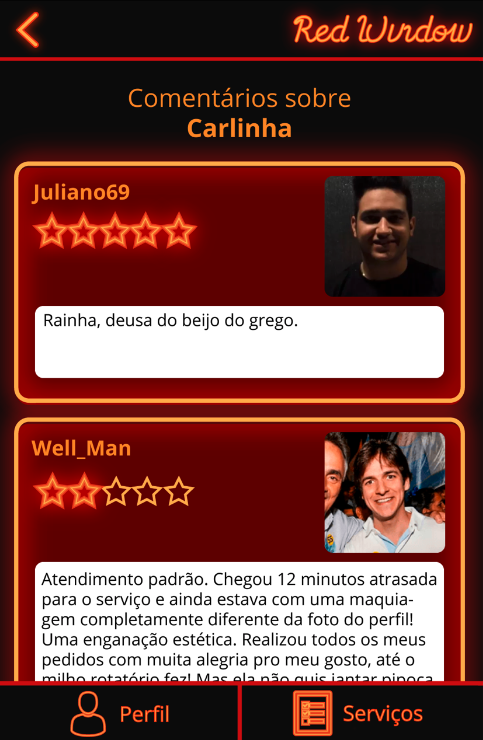 Red Window
Comentários sobre
Carlinha
Juliano69
Rainha, deusa do beijo do grego.
Well_Man
Atendimento padrão. Chegou 12 minutos atrasada
para o serviço e ainda estava com uma maquia-
gem completamente diferente da foto do perfil!
Uma enganação estética. Realizou todos os meus
pedidos com muita alegria pro meu gosto, até o
milho rotatório fez! Mas ela não quis jantar pipoca
Perfil
Serviços